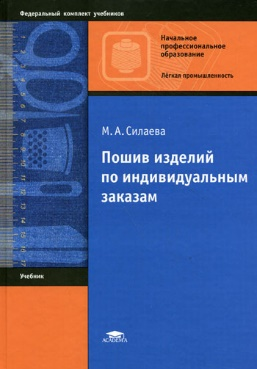 Федеральный комплект учебников
Начальное
профессиональное
образование
Лёгкая промышленность
М. А. Силаева
Пошив изделий
по индивидуальным
заказам
Учебник
ACADEMA